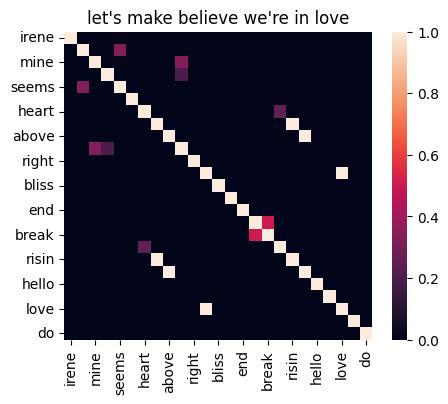 let's make believe we're in love
irene
mine
seems
heart
above
right
bliss
end
break
risin
hello
love
do
1.0
0.8
0.6
0.4
0.2
0.0
irene
mine
seems
heart
above
right
bliss
end
break
risin
hello
love
do